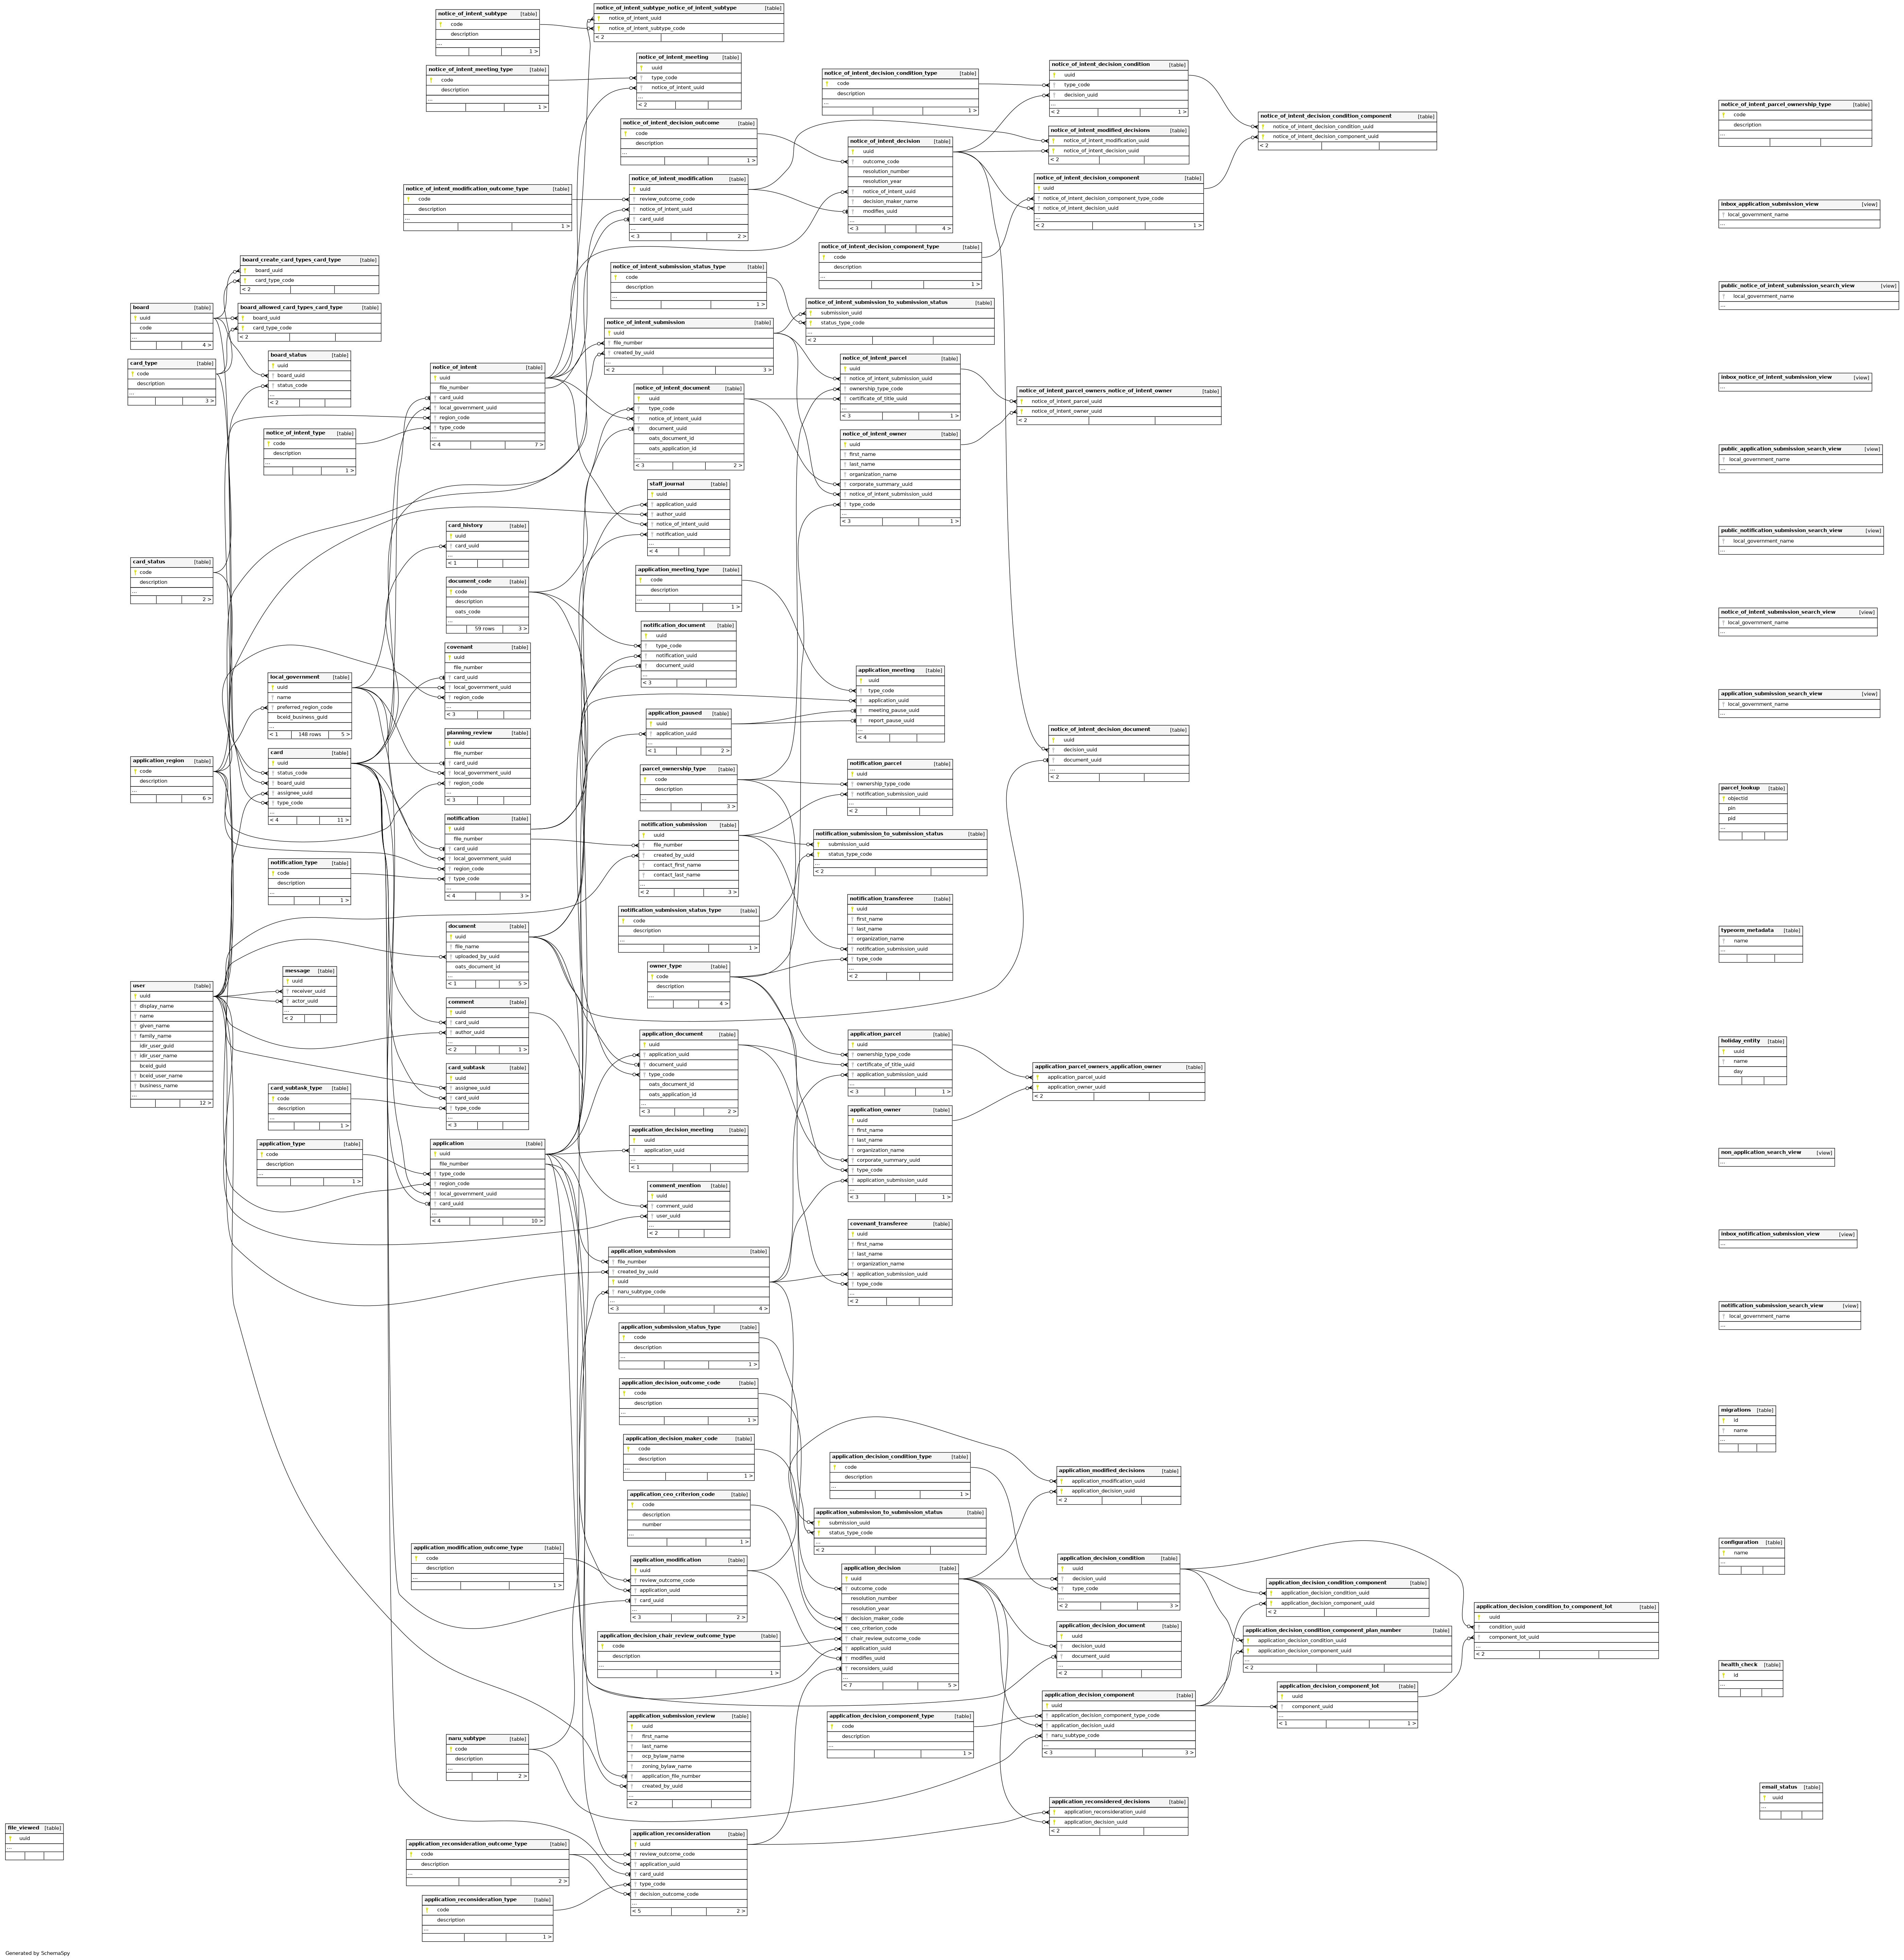 notice_of_intent_subtype [table]
code
description
...
1 >
notice_of_intent_subtype_notice_of_intent_subtype [table]
notice_of_intent_uuid
notice_of_intent_subtype_code
< 2
notice_of_intent_meeting_type [table]
code
description
...
1 >
notice_of_intent_meeting [table]
uuid
type_code
notice_of_intent_uuid
...
< 2
notice_of_intent_decision_condition_type [table]
code
description
...
1 >
notice_of_intent_decision_condition [table]
uuid
type_code
decision_uuid
...
< 2 1 >
notice_of_intent_decision_outcome [table]
code
description
...
1 >
notice_of_intent_decision [table]
uuid
outcome_code
resolution_number
resolution_year
notice_of_intent_uuid
decision_maker_name
modifies_uuid
...
< 3 4 >
notice_of_intent_modified_decisions [table]
notice_of_intent_modification_uuid
notice_of_intent_decision_uuid
< 2
notice_of_intent_decision_condition_component [table]
notice_of_intent_decision_condition_uuid
notice_of_intent_decision_component_uuid
< 2
notice_of_intent_parcel_ownership_type [table]
code
description
...
notice_of_intent_modification_outcome_type [table]
code
description
...
1 >
notice_of_intent_modification [table]
uuid
review_outcome_code
notice_of_intent_uuid
card_uuid
...
< 3 2 >
notice_of_intent_decision_component [table]
uuid
notice_of_intent_decision_component_type_code
notice_of_intent_decision_uuid
...
< 2 1 >
inbox_application_submission_view [view]
local_government_name
...
notice_of_intent_decision_component_type [table]
code
description
...
1 >
board_create_card_types_card_type [table]
board_uuid
card_type_code
< 2
notice_of_intent_submission_status_type [table]
code
description
...
1 >
public_notice_of_intent_submission_search_view [view]
local_government_name
...
board [table]
uuid
code
...
4 >
board_allowed_card_types_card_type [table]
board_uuid
card_type_code
< 2
notice_of_intent_submission_to_submission_status [table]
submission_uuid
status_type_code
...
< 2
notice_of_intent_submission [table]
uuid
file_number
created_by_uuid
...
< 2 3 >
card_type [table]
code
description
...
3 >
board_status [table]
uuid
board_uuid
status_code
...
< 2
notice_of_intent [table]
uuid
file_number
card_uuid
local_government_uuid
region_code
type_code
...
< 4 7 >
notice_of_intent_parcel [table]
uuid
notice_of_intent_submission_uuid
ownership_type_code
certificate_of_title_uuid
...
< 3 1 >
notice_of_intent_document [table]
uuid
type_code
notice_of_intent_uuid
document_uuid
oats_document_id
oats_application_id
...
< 3 2 >
notice_of_intent_parcel_owners_notice_of_intent_owner [table]
notice_of_intent_parcel_uuid
notice_of_intent_owner_uuid
< 2
inbox_notice_of_intent_submission_view [view]
...
notice_of_intent_type [table]
code
description
...
1 >
notice_of_intent_owner [table]
uuid
first_name
last_name
organization_name
corporate_summary_uuid
notice_of_intent_submission_uuid
type_code
...
< 3 1 >
public_application_submission_search_view [view]
local_government_name
...
staff_journal [table]
uuid
application_uuid
author_uuid
notice_of_intent_uuid
notification_uuid
...
< 4
card_history [table]
uuid
card_uuid
...
< 1
public_notification_submission_search_view [view]
local_government_name
...
card_status [table]
code
description
...
2 >
document_code [table]
code
description
oats_code
...
59 rows 3 >
application_meeting_type [table]
code
description
...
1 >
notice_of_intent_submission_search_view [view]
local_government_name
...
notification_document [table]
uuid
type_code
notification_uuid
document_uuid
...
< 3
covenant [table]
uuid
file_number
card_uuid
local_government_uuid
region_code
...
< 3
local_government [table]
uuid
name
preferred_region_code
bceid_business_guid
...
< 1 148 rows 5 >
application_meeting [table]
uuid
type_code
application_uuid
meeting_pause_uuid
report_pause_uuid
...
< 4
application_submission_search_view [view]
local_government_name
...
application_paused [table]
uuid
application_uuid
...
< 1 2 >
notice_of_intent_decision_document [table]
uuid
decision_uuid
document_uuid
...
< 2
planning_review [table]
uuid
file_number
card_uuid
local_government_uuid
region_code
...
< 3
card [table]
uuid
status_code
board_uuid
assignee_uuid
type_code
...
< 4 11 >
application_region [table]
code
description
...
6 >
parcel_ownership_type [table]
code
description
...
3 >
notification_parcel [table]
uuid
ownership_type_code
notification_submission_uuid
...
< 2
parcel_lookup [table]
objectid
pin
pid
...
notification [table]
uuid
file_number
card_uuid
local_government_uuid
region_code
type_code
...
< 4 3 >
notification_submission [table]
uuid
file_number
created_by_uuid
contact_first_name
contact_last_name
...
< 2 3 >
notification_submission_to_submission_status [table]
submission_uuid
status_type_code
...
< 2
notification_type [table]
code
description
...
1 >
notification_transferee [table]
uuid
first_name
last_name
organization_name
notification_submission_uuid
type_code
...
< 2
notification_submission_status_type [table]
code
description
...
1 >
document [table]
uuid
file_name
uploaded_by_uuid
oats_document_id
...
< 1 5 >
typeorm_metadata [table]
name
...
owner_type [table]
code
description
...
4 >
message [table]
uuid
receiver_uuid
actor_uuid
...
< 2
user [table]
uuid
display_name
name
given_name
family_name
idir_user_guid
idir_user_name
bceid_guid
bceid_user_name
business_name
...
12 >
comment [table]
uuid
card_uuid
author_uuid
...
< 2 1 >
application_document [table]
uuid
application_uuid
document_uuid
type_code
oats_document_id
oats_application_id
...
< 3 2 >
application_parcel [table]
uuid
ownership_type_code
certificate_of_title_uuid
application_submission_uuid
...
< 3 1 >
holiday_entity [table]
uuid
name
day
...
card_subtask [table]
uuid
assignee_uuid
card_uuid
type_code
...
< 3
application_parcel_owners_application_owner [table]
application_parcel_uuid
application_owner_uuid
< 2
card_subtask_type [table]
code
description
...
1 >
application_owner [table]
uuid
first_name
last_name
organization_name
corporate_summary_uuid
type_code
application_submission_uuid
...
< 3 1 >
application_decision_meeting [table]
uuid
application_uuid
...
< 1
application_type [table]
code
description
...
1 >
application [table]
uuid
file_number
type_code
region_code
local_government_uuid
card_uuid
...
< 4 10 >
non_application_search_view [view]
...
comment_mention [table]
uuid
comment_uuid
user_uuid
...
< 2
covenant_transferee [table]
uuid
first_name
last_name
organization_name
application_submission_uuid
type_code
...
< 2
inbox_notification_submission_view [view]
...
application_submission [table]
file_number
created_by_uuid
uuid
naru_subtype_code
...
< 3 4 >
notification_submission_search_view [view]
local_government_name
...
application_submission_status_type [table]
code
description
...
1 >
application_decision_outcome_code [table]
code
description
...
1 >
migrations [table]
id
name
...
application_decision_maker_code [table]
code
description
...
1 >
application_decision_condition_type [table]
code
description
...
1 >
application_modified_decisions [table]
application_modification_uuid
application_decision_uuid
< 2
application_ceo_criterion_code [table]
code
description
number
...
1 >
application_submission_to_submission_status [table]
submission_uuid
status_type_code
...
< 2
configuration [table]
name
...
application_modification_outcome_type [table]
code
description
...
1 >
application_modification [table]
uuid
review_outcome_code
application_uuid
card_uuid
...
< 3 2 >
application_decision [table]
uuid
outcome_code
resolution_number
resolution_year
decision_maker_code
ceo_criterion_code
chair_review_outcome_code
application_uuid
modifies_uuid
reconsiders_uuid
...
< 7 5 >
application_decision_condition [table]
uuid
decision_uuid
type_code
...
< 2 3 >
application_decision_condition_component [table]
application_decision_condition_uuid
application_decision_component_uuid
< 2
application_decision_condition_to_component_lot [table]
uuid
condition_uuid
component_lot_uuid
...
< 2
application_decision_document [table]
uuid
decision_uuid
document_uuid
...
< 2
application_decision_condition_component_plan_number [table]
application_decision_condition_uuid
application_decision_component_uuid
...
< 2
application_decision_chair_review_outcome_type [table]
code
description
...
1 >
health_check [table]
id
...
application_decision_component_lot [table]
uuid
component_uuid
...
< 1 1 >
application_decision_component [table]
uuid
application_decision_component_type_code
application_decision_uuid
naru_subtype_code
...
< 3 3 >
application_submission_review [table]
uuid
first_name
last_name
ocp_bylaw_name
zoning_bylaw_name
application_file_number
created_by_uuid
...
< 2
application_decision_component_type [table]
code
description
...
1 >
naru_subtype [table]
code
description
...
2 >
email_status [table]
uuid
...
application_reconsidered_decisions [table]
application_reconsideration_uuid
application_decision_uuid
< 2
file_viewed [table]
uuid
...
application_reconsideration [table]
uuid
review_outcome_code
application_uuid
card_uuid
type_code
decision_outcome_code
...
< 5 2 >
application_reconsideration_outcome_type [table]
code
description
...
2 >
application_reconsideration_type [table]
code
description
...
1 >
Generated by SchemaSpy